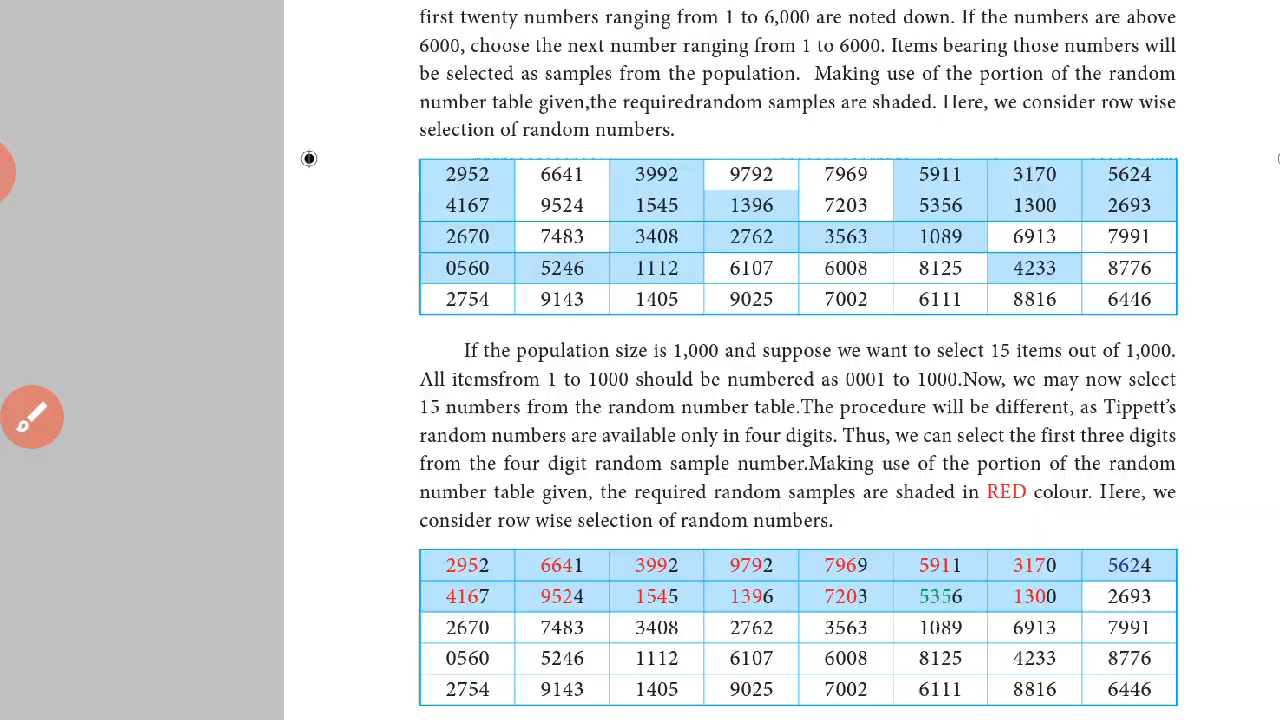 first twenty numbers ranging from 1 to 6,000 are noted down. If the numbers are above
6000, choose the next number ranging from 1 to 6000. Items bearing those numbers will
be selected as samples from the population. Making use of the portion of the random
number table given,the requiredrandom samples are shaded. Here, we consider row wise
selection of random numbers.
2952 6641 3992 9792 7969 5911 3170 5624
4167 9524 1545 1396 7203 5356 1300 2693
2670 7483 3408 2762 3563 1089 6913 7991
0560 5246 1112 6107 6008 8125 4233 8776
2754 9143 1405 9025 7002 6111 8816 6446
If the population size is 1,000 and suppose we want to select 15 items out of 1,000.
All itemsfrom 1 to 1000 should be numbered as 0001 to 1000.Now, we may now select
15 numbers from the random number table.The procedure will be different, as Tippett’s
random numbers are available only in four digits. Thus, we can select the first three digits
from the four digit random sample number.Making use of the portion of the random
number table given, the required random samples are shaded in RED colour. Here, we
consider row wise selection of random numbers.
2952 6641 3992 9792 7969 5911 3170 5624
4167 9524 1545 1396 7203 5356 1300 2693
2670 7483 3408 2762 3563 1089 6913 7991
0560 5246 1112 6107 6008 8125 4233 8776
2754 9143 1405 9025 7002 6111 8816 6446